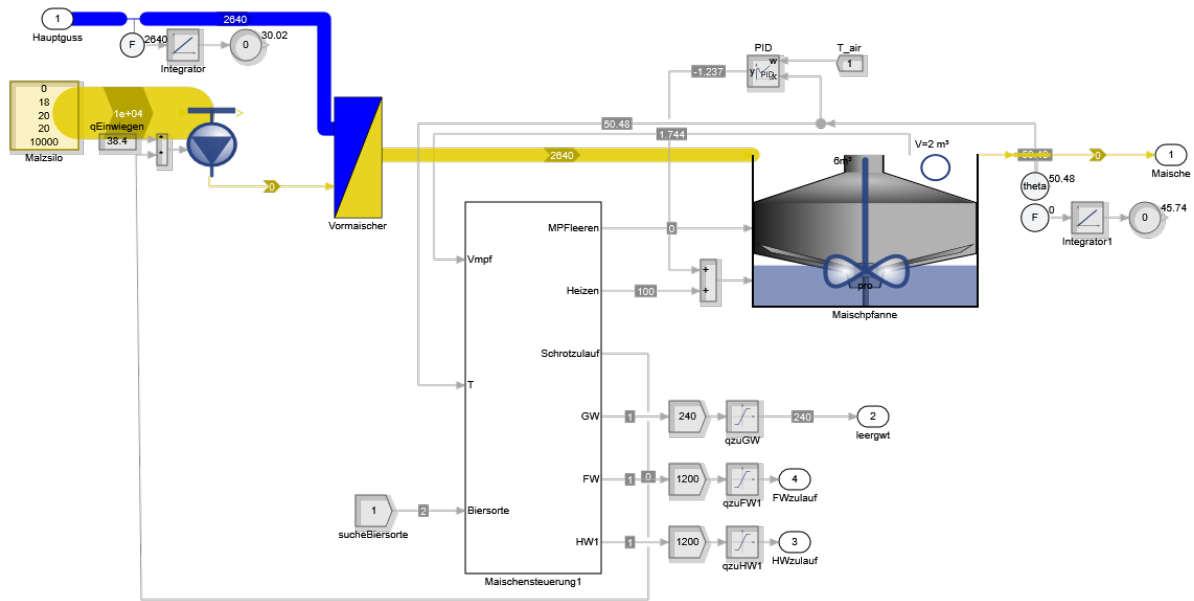 1
Hauptguss
2640
F
2640
Integrator
0
30.02
0
18
20
20
10000
Malzsilo
1e+04
qEinwiegen
38.4
0
Vormaischer
2640
PID
PID
w
x
y
-1.237
T_air
1
50.48
1.744
V=2 m³
6m³
pro
Maischpfanne
0
1
Maische
theta
50.48
F
0
Integrator1
0
45.74
MPFleeren
0
Vmpf
Heizen
100
+
+
Schrotzulauf
T
GW
1
240
qzuGW
240
2
leergwt
FW
1
0
1200
qzuFW1
4
FWzulauf
1
sucheBiersorte
2
Biersorte
HW1
1
1200
qzuHW1
3
HWzulauf
Maischensteuerung1